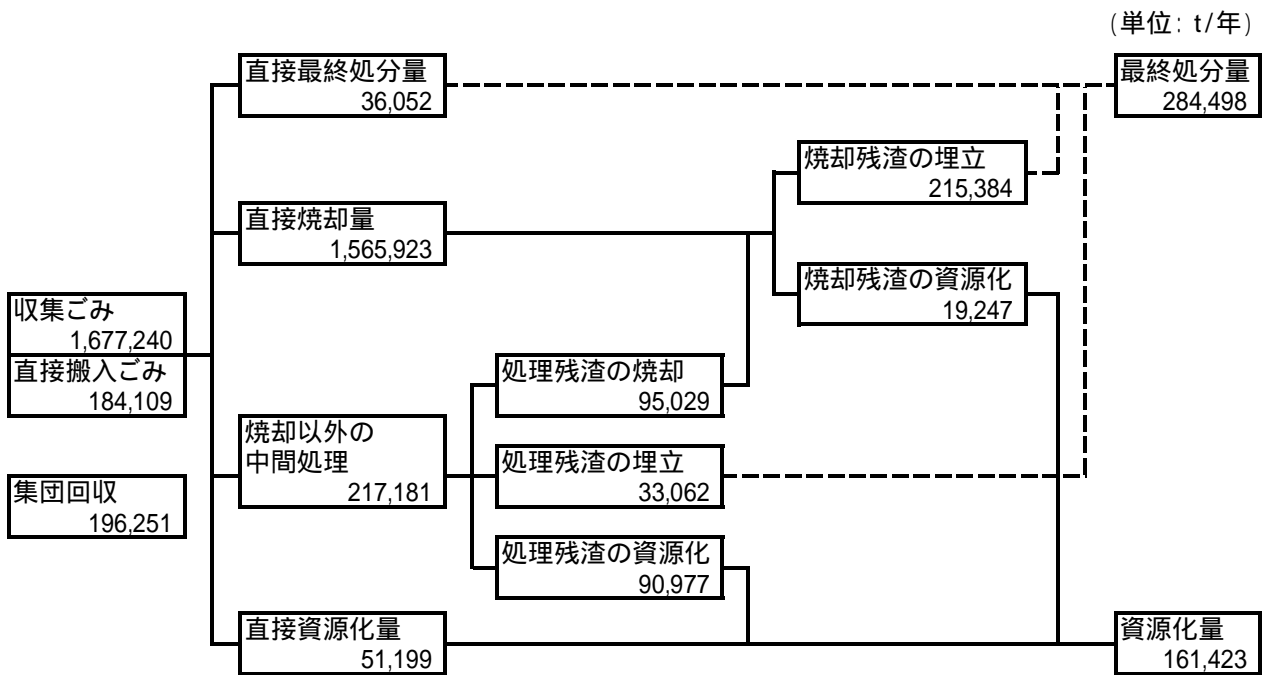 (単位: t/年)
直接最終処分量
36,052
最終処分量
284,498
焼却残渣の埋立
215,384
直接焼却量
1,565,923
焼却残渣の資源化
19,247
収集ごみ
1,677,240
直接搬入ごみ
184,109
処理残渣の焼却
95,029
焼却以外の
中間処理
217,181
処理残渣の埋立
33,062
集団回収
196,251
処理残渣の資源化
90,977
直接資源化量
51,199
資源化量
161,423